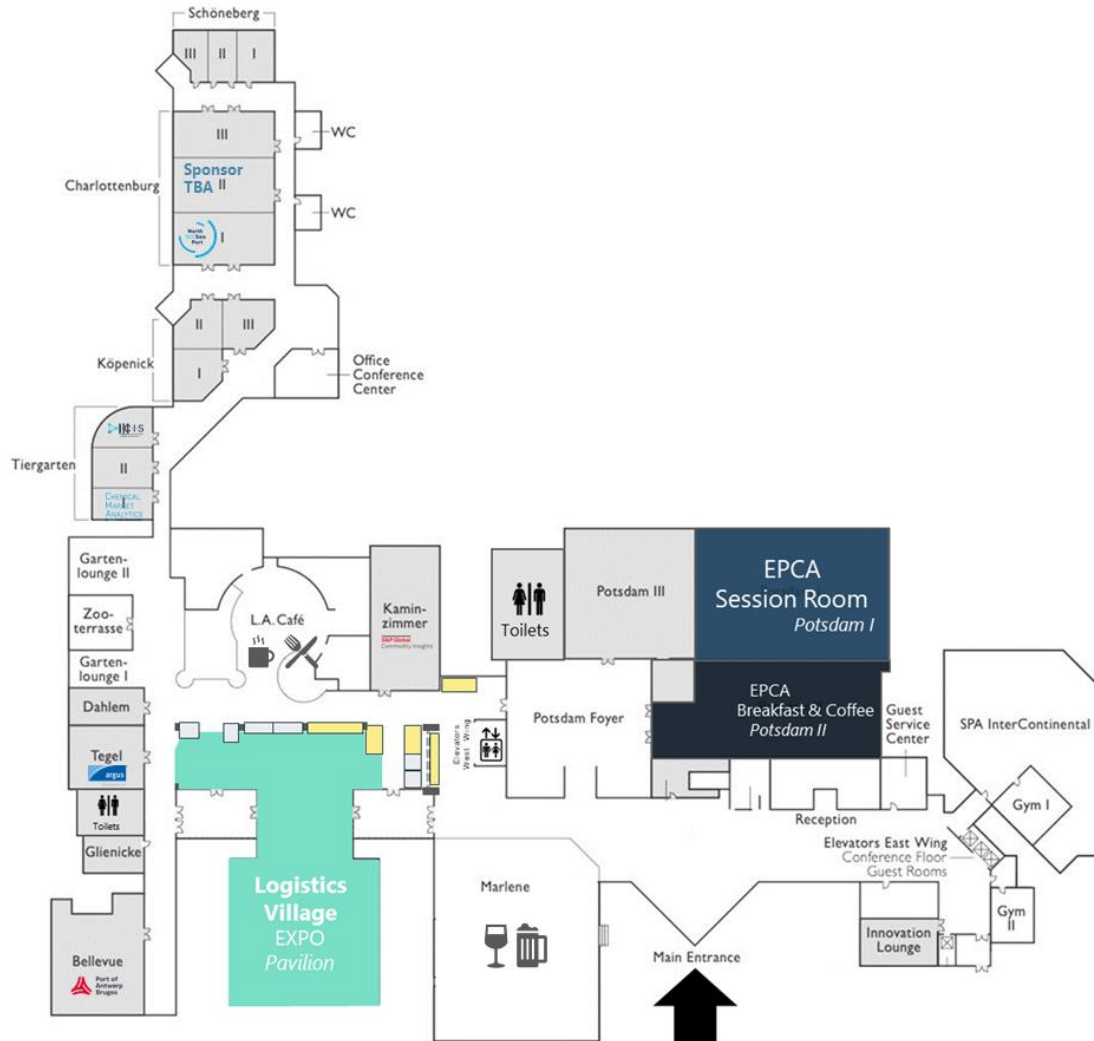 Schöneberg
III
II
I
III
WC
Sponsor
TBA
II
Charlottenburg
WC
North
Sea
Port
I
II
III
Köpenick
I
Office
Conference
Center
ICIS
Tiergarten
II
CHEMICAL
MARKET
ANALYTICS
I
Garten-
lounge II
Zoo-
terrasse
Garten-
lounge I
Dahlem
Tegel
argus
Toilets
Glienicke
Bellevue
Port of
Antwerp
Bruges
L.A. Café
Kamin-
zimmer
S&P Global
Commodity Insights
Toilets
Potsdam III
EPCA
Session Room
Potsdam I
EPCA
Breakfast & Coffee
Potsdam II
Potsdam Foyer
Elevators
West Wing
Guest
Service
Center
SPA InterContinental
Gym I
Reception
Elevators East Wing
Conference Floor
Guest Rooms
Gym
II
Innovation
Lounge
Logistics
Village
EXPO
Pavilion
Marlene
Main Entrance